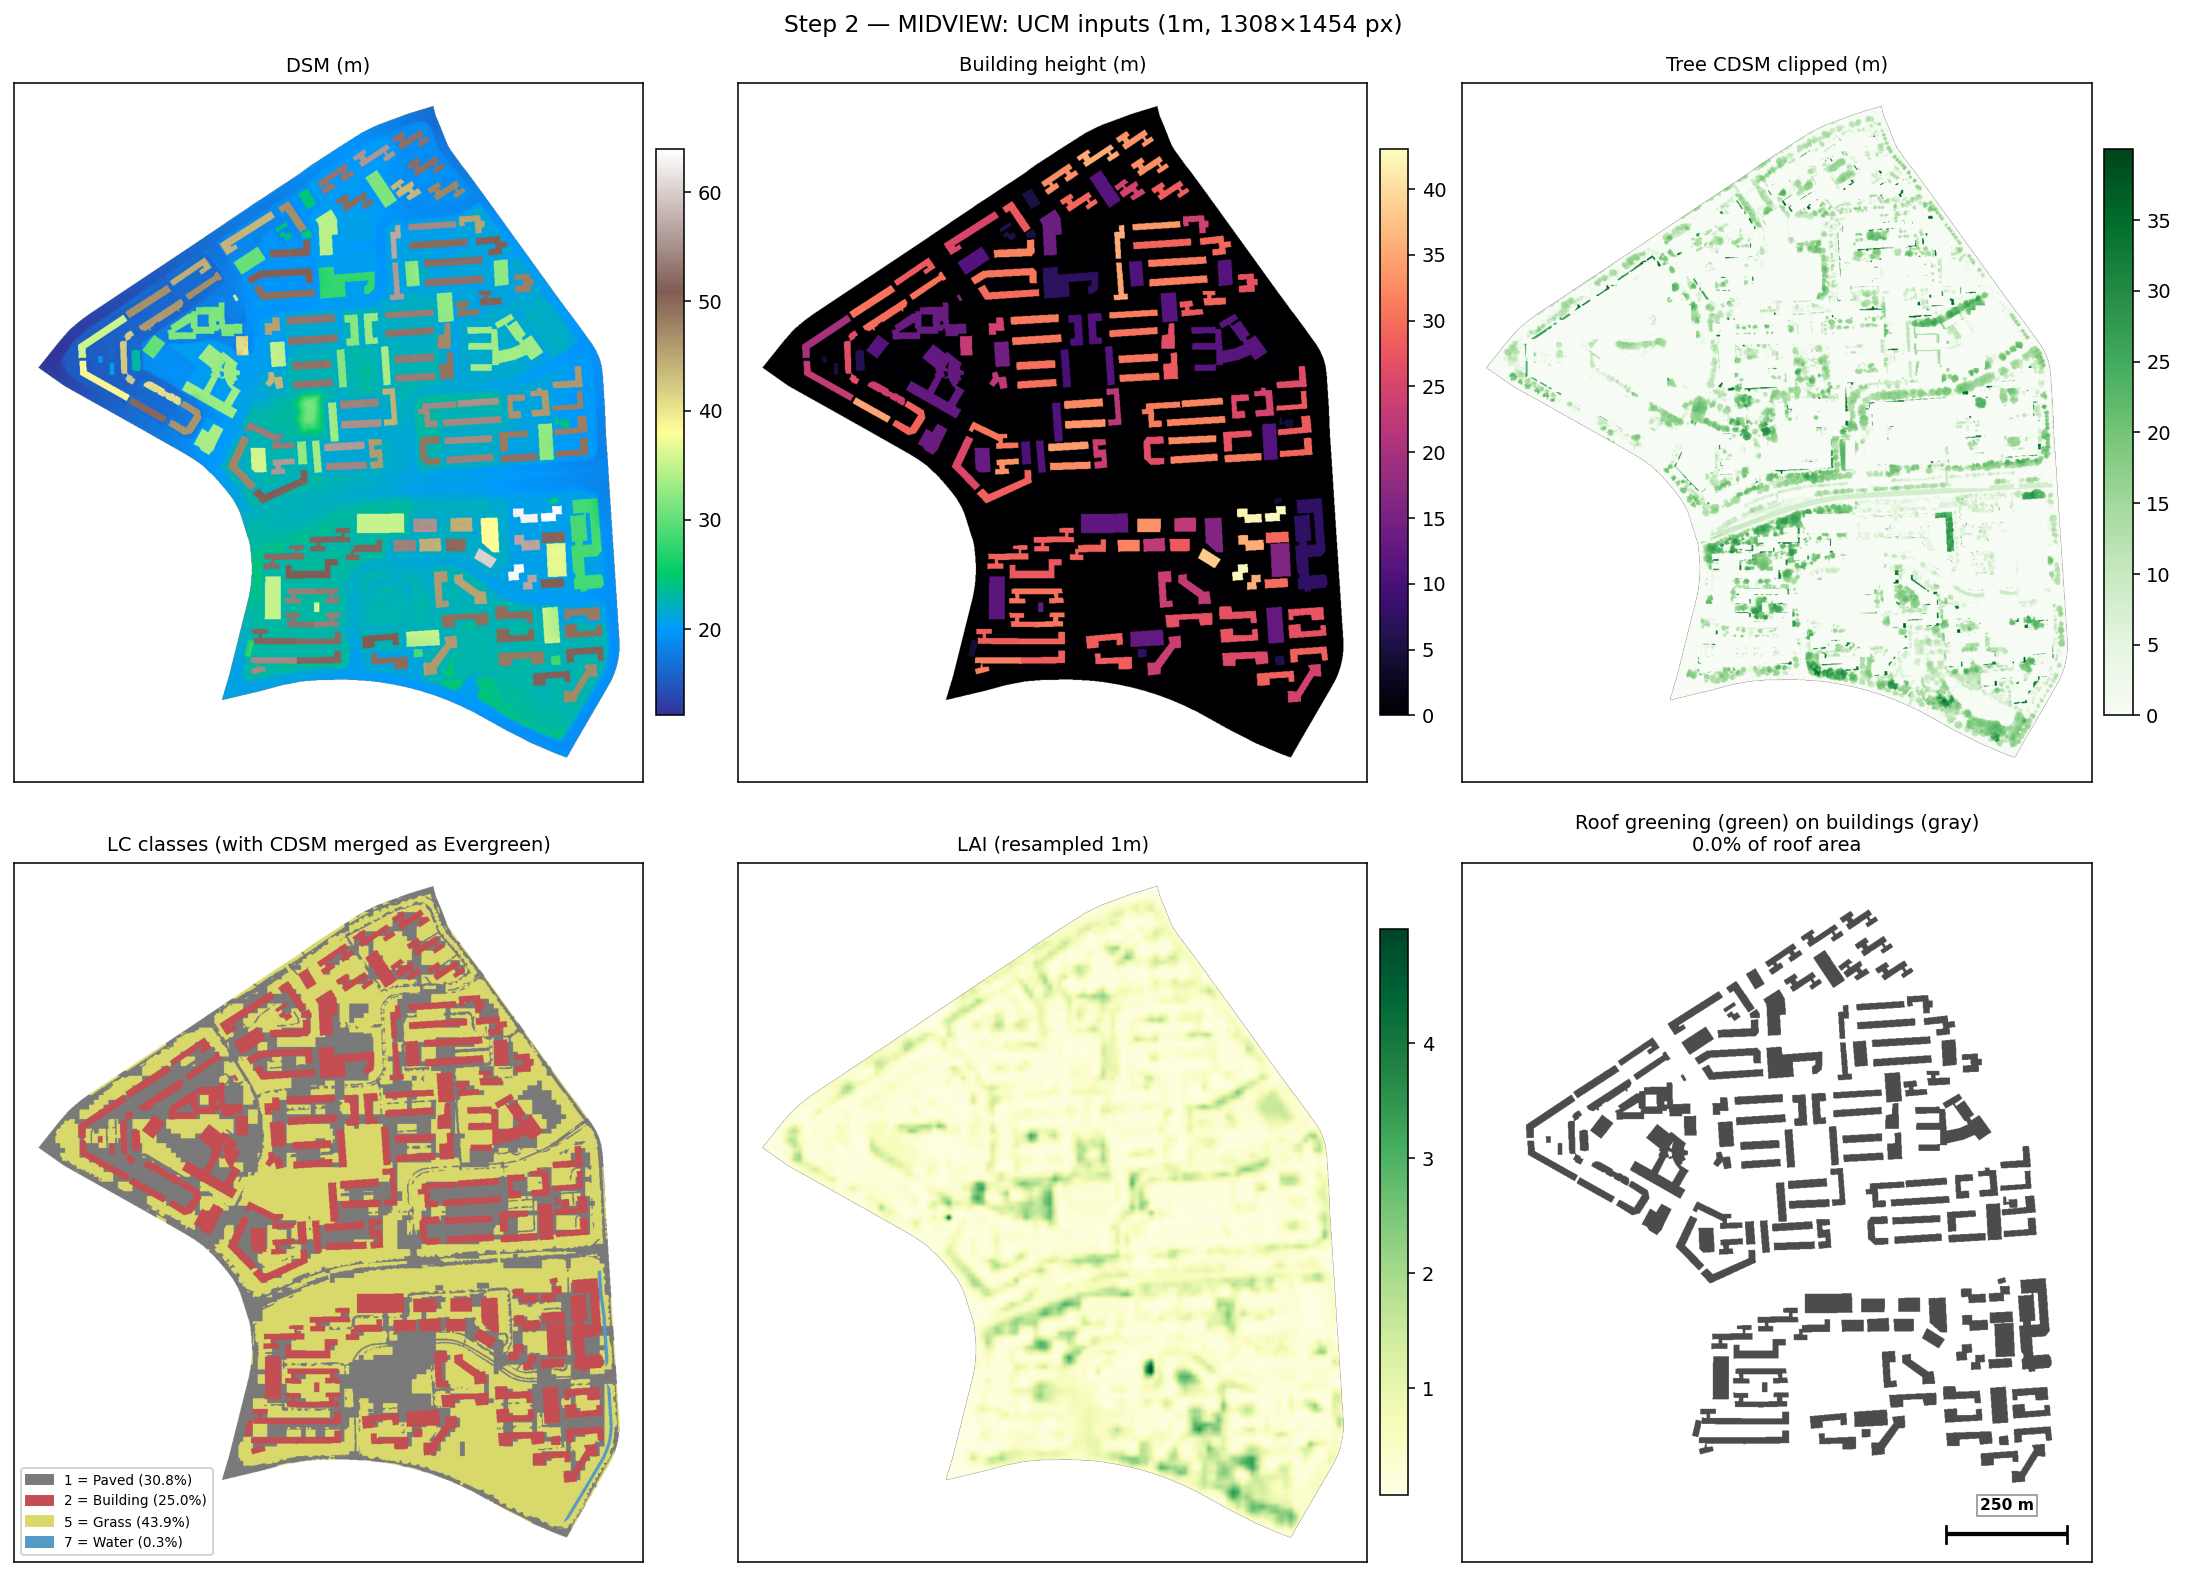 Step 2 — MIDVIEW: UCM inputs (1m, 1308×1454 px)
DSM (m)
60
50
40
30
20
Building height (m)
40
35
30
25
20
15
10
5
0
Tree CDSM clipped (m)
35
30
25
20
15
10
5
0
LC classes (with CDSM merged as Evergreen)
1 = Paved (30.8%)
2 = Building (25.0%)
5 = Grass (43.9%)
7 = Water (0.3%)
LAI (resampled 1m)
4
3
2
1
Roof greening (green) on buildings (gray)
0.0% of roof area
250 m